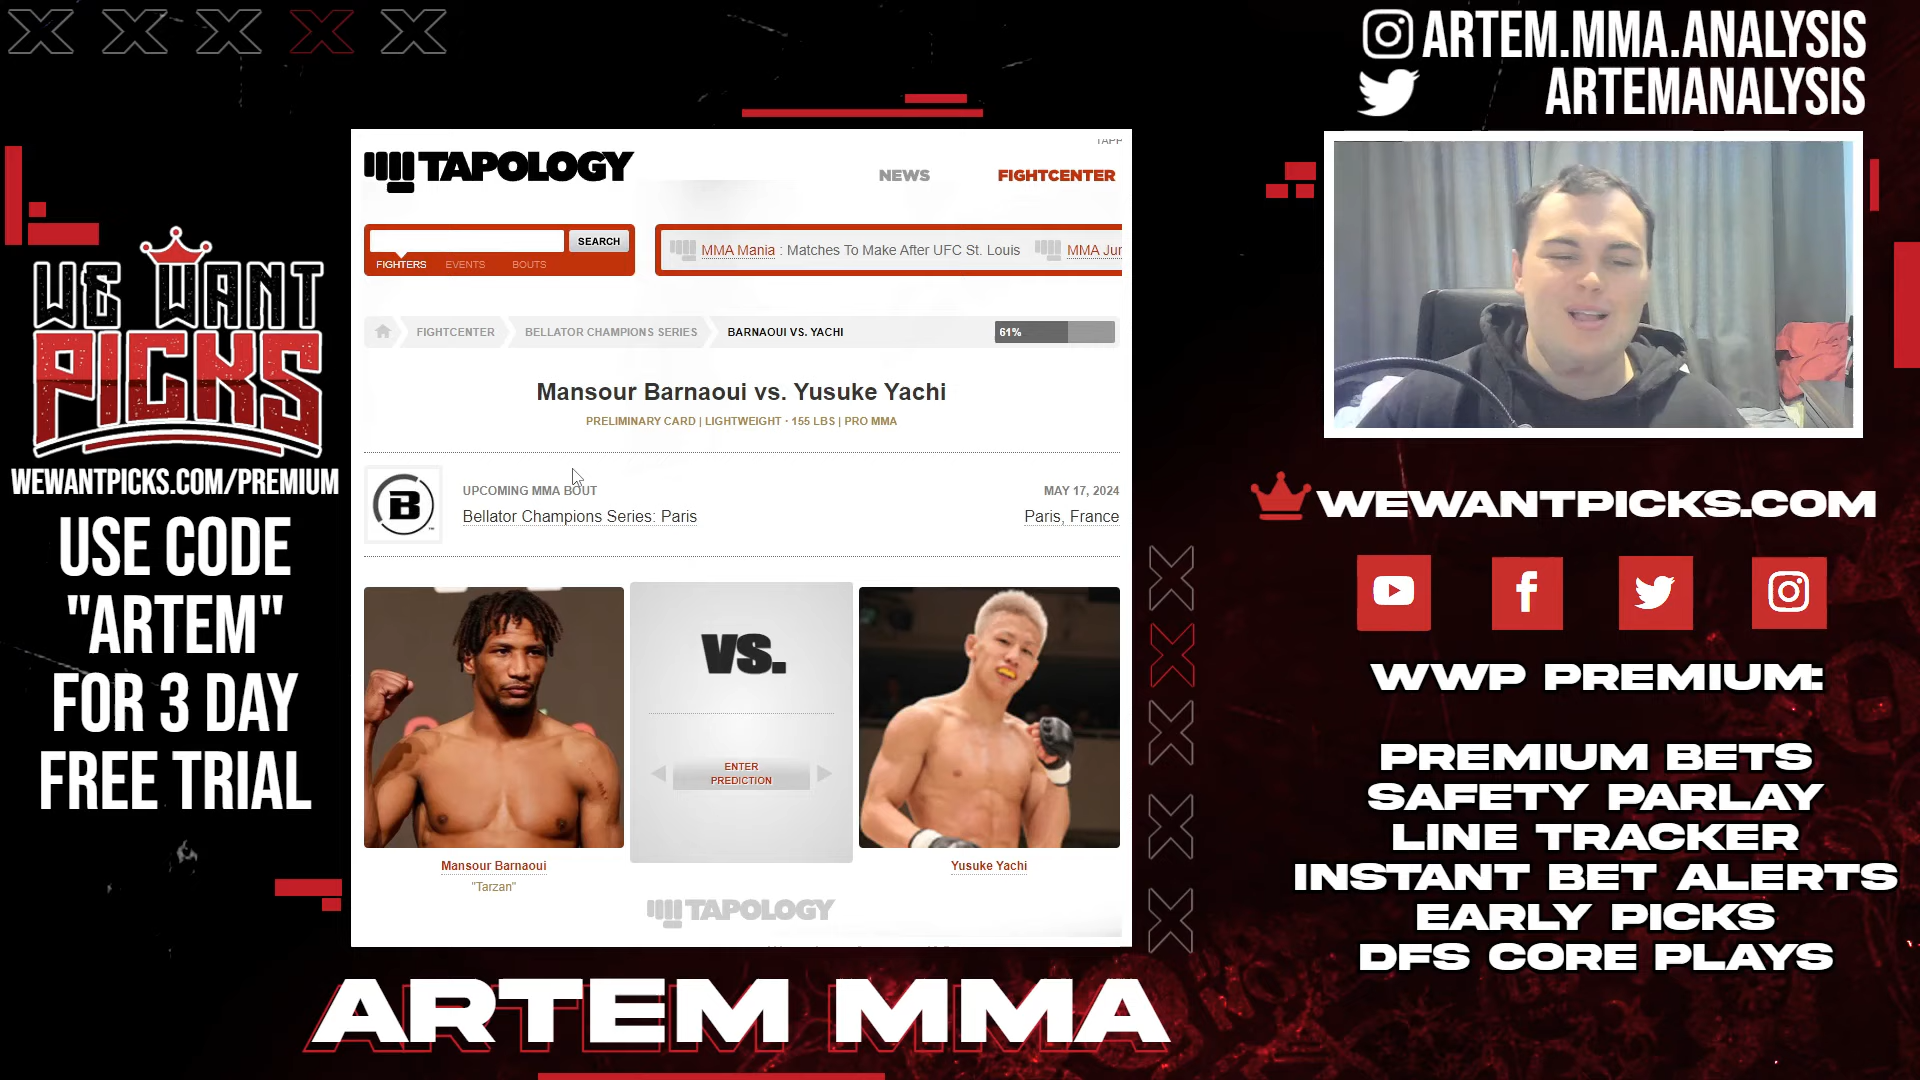 ARTEM.MMA.ANALYSIS
ARTEMANALYSIS
WE WANT
PICKS
WEWANTPICKS.COM/PREMIUM
USE CODE
"ARTEM"
FOR 3 DAY
FREE TRIAL
TAPOLOGY
NEWS
FIGHTCENTER
SEARCH
FIGHTERS
EVENTS
BOUTS
MMA Mania : Matches To Make After UFC St. Louis
MMA Jur
FIGHTCENTER
BELLATOR CHAMPIONS SERIES
BARNAOUI VS. YACHI
61%
Mansour Barnaoui vs. Yusuke Yachi
PRELIMINARY CARD | LIGHTWEIGHT · 155 LBS | PRO MMA
B
UPCOMING MMA BOUT
MAY 17, 2024
Bellator Champions Series: Paris
Paris, France
VS.
ENTER
PREDICTION
Mansour Barnaoui
"Tarzan"
Yusuke Yachi
TAPOLOGY
ARTEM MMA
WEWANTPICKS.COM
WWP PREMIUM:
PREMIUM BETS
SAFETY PARLAY
LINE TRACKER
INSTANT BET ALERTS
EARLY PICKS
DFS CORE PLAYS